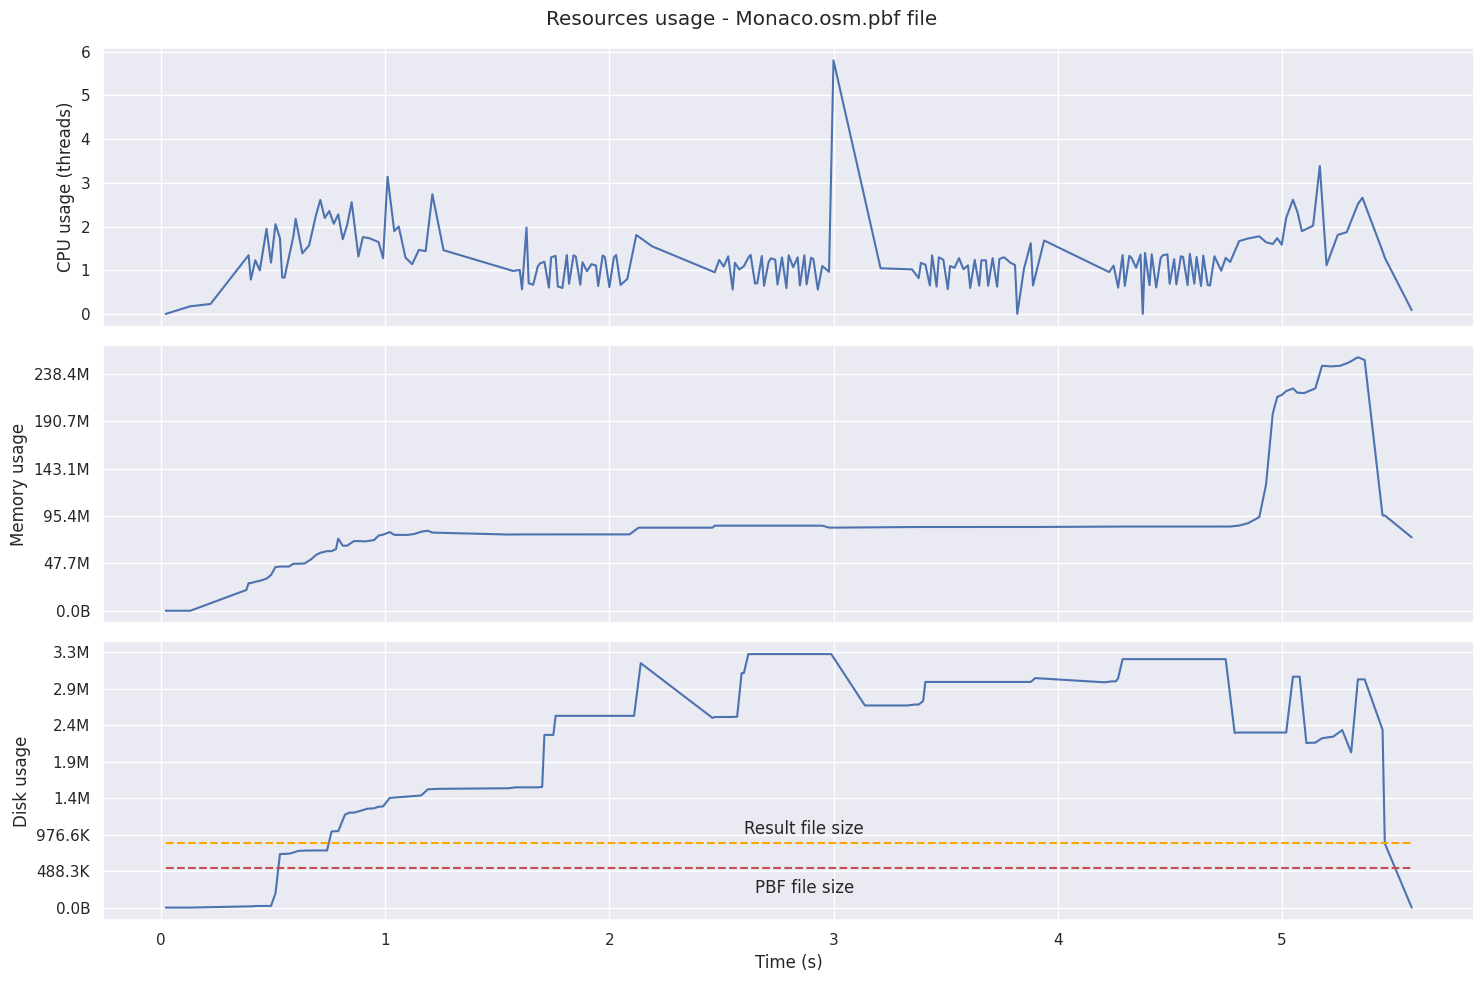 Resources usage - Monaco.osm.pbf file
CPU usage (threads)
6
5
4
3
2
1
0
Memory usage
238.4M
190.7M
143.1M
95.4M
47.7M
0.0B
Disk usage
3.3M
2.9M
2.4M
1.9M
1.4M
976.6K
488.3K
0.0B
Result file size
PBF file size
0 1 2 3 4 5
Time (s)